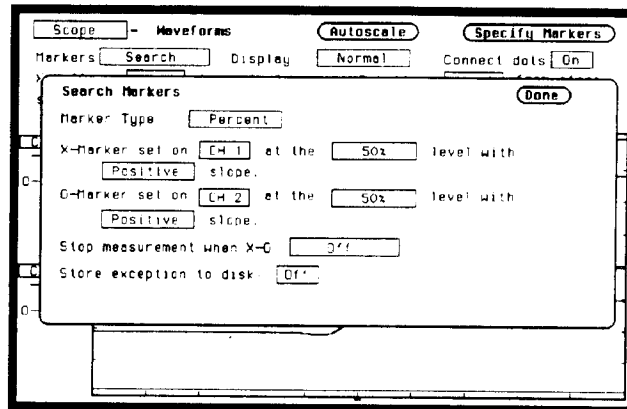 Scope - Waveforms Autoscale Specify Markers
Markers Search Display Normal Connect dots On
Search Markers Done
Marker Type Percent
X-Marker set on CH 1 at the 50% level with
Positive slope.
O-Marker set on CH 2 at the 50% level with
Positive slope.
Stop measurement when X-O Off
Store exception to disk Off